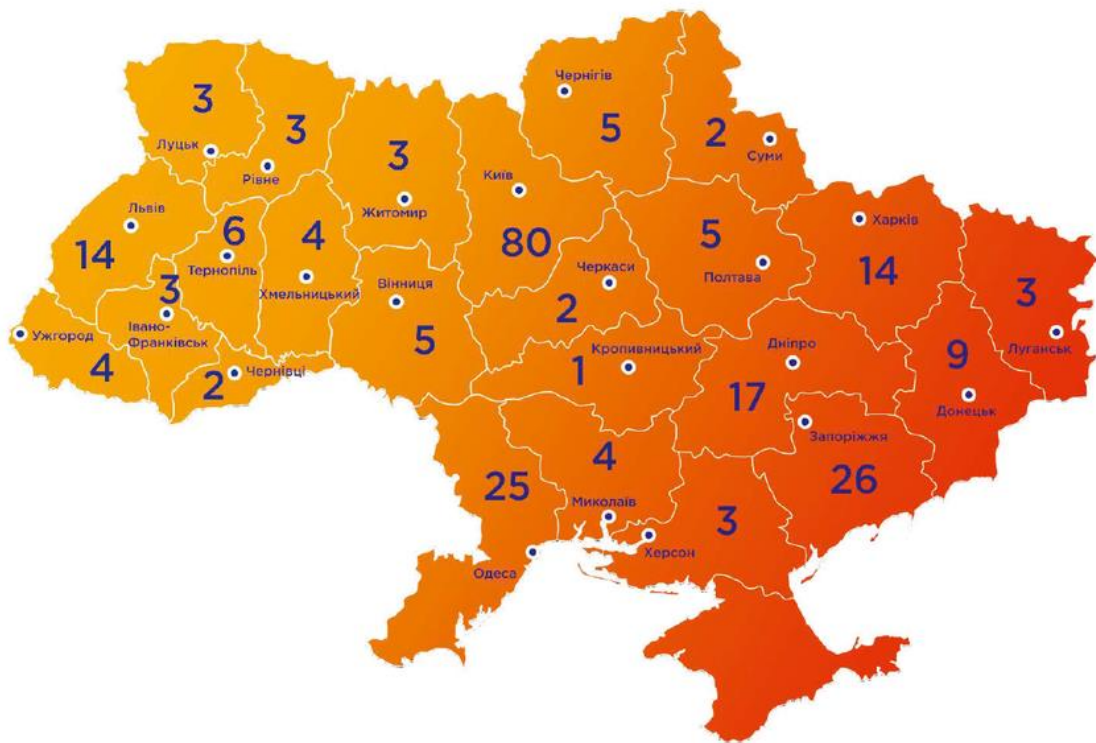 Чернігів
3
5
2
3
Луцьк
Суми
3
Рівне
Київ
Житомир
Львів
Харків
6
4
5
14
80
Тернопіль
Черкаси
Полтава
14
3
Хмельницький
Вінниця
3
2
Івано-
Франківськ
Ужгород
5
Кропивницький
Дніпро
9
Луганськ
4
2
Чернівці
1
17
Донецьк
Запоріжжя
4
25
26
Миколаїв
3
Херсон
Одеса